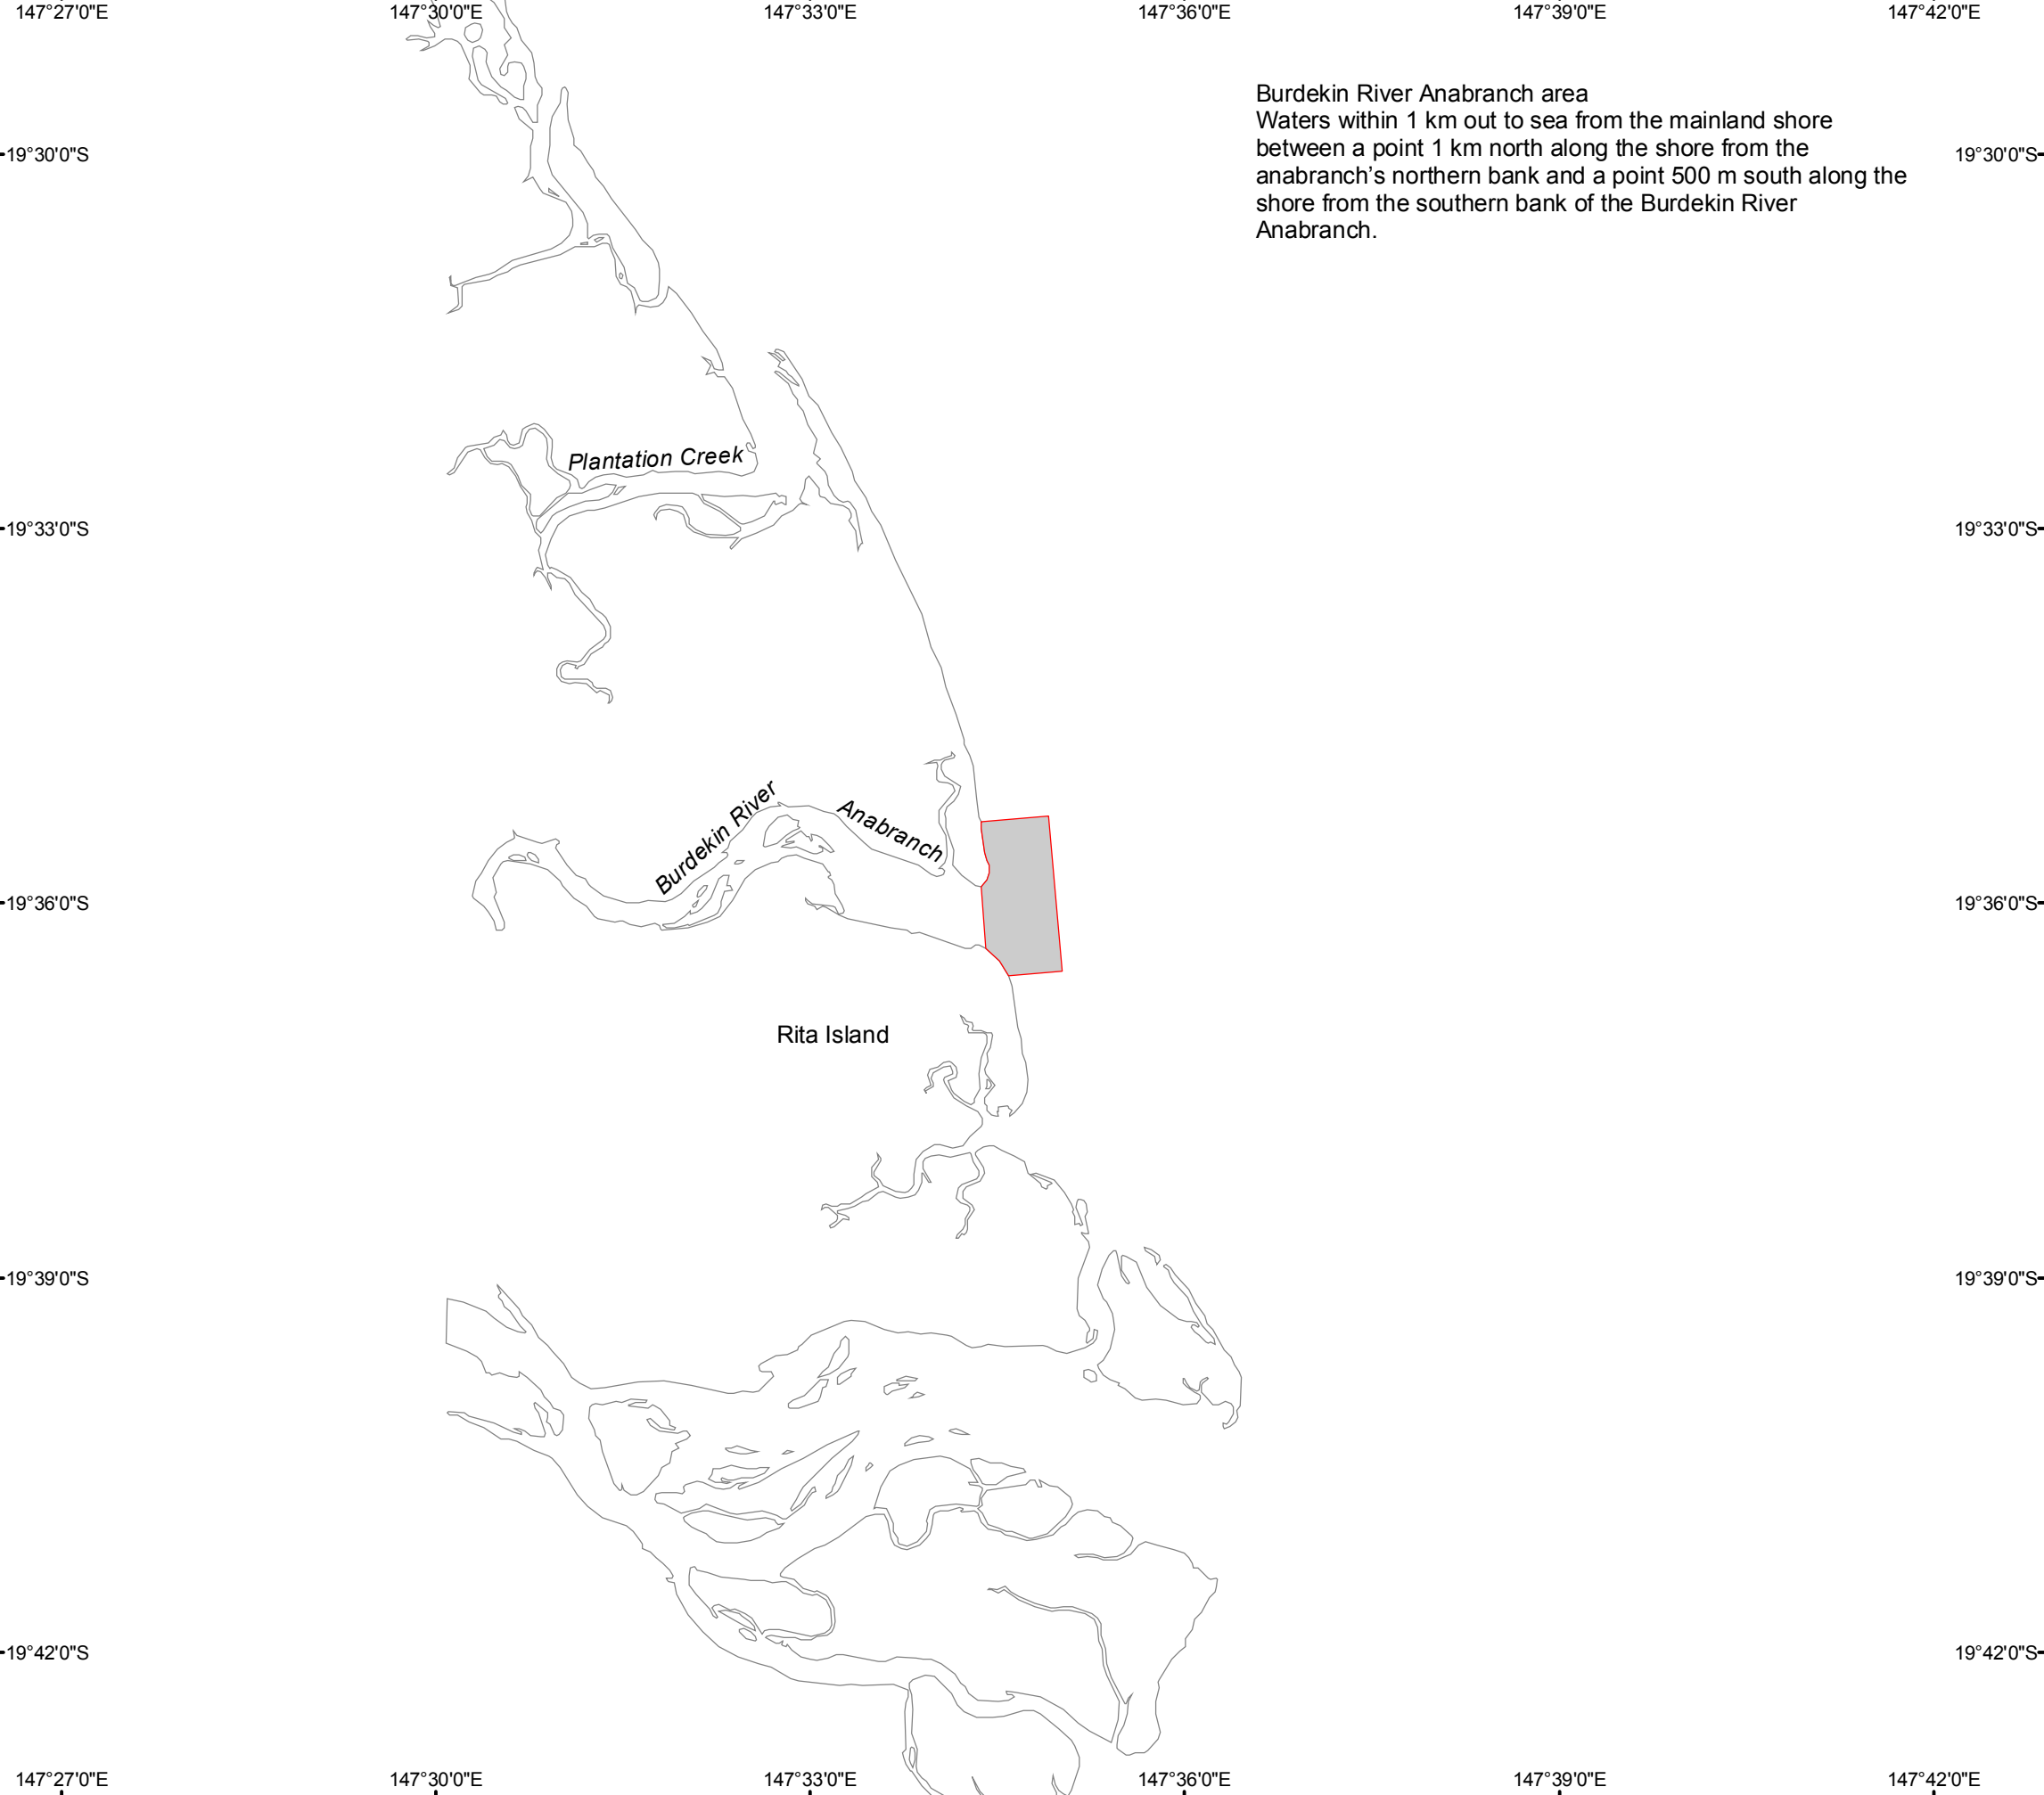 147°27'0"E 147°30'0"E 147°33'0"E 147°36'0"E 147°39'0"E 147°42'0"E
Burdekin River Anabranch area
Waters within 1 km out to sea from the mainland shore
between a point 1 km north along the shore from the
anabranch’s northern bank and a point 500 m south along the
shore from the southern bank of the Burdekin River
Anabranch.
19°30'0"S 19°30'0"S
Plantation Creek
19°33'0"S 19°33'0"S
Burdekin River
Anabranch
19°36'0"S 19°36'0"S
Rita Island
19°39'0"S 19°39'0"S
19°42'0"S 19°42'0"S
147°27'0"E 147°30'0"E 147°33'0"E 147°36'0"E 147°39'0"E 147°42'0"E